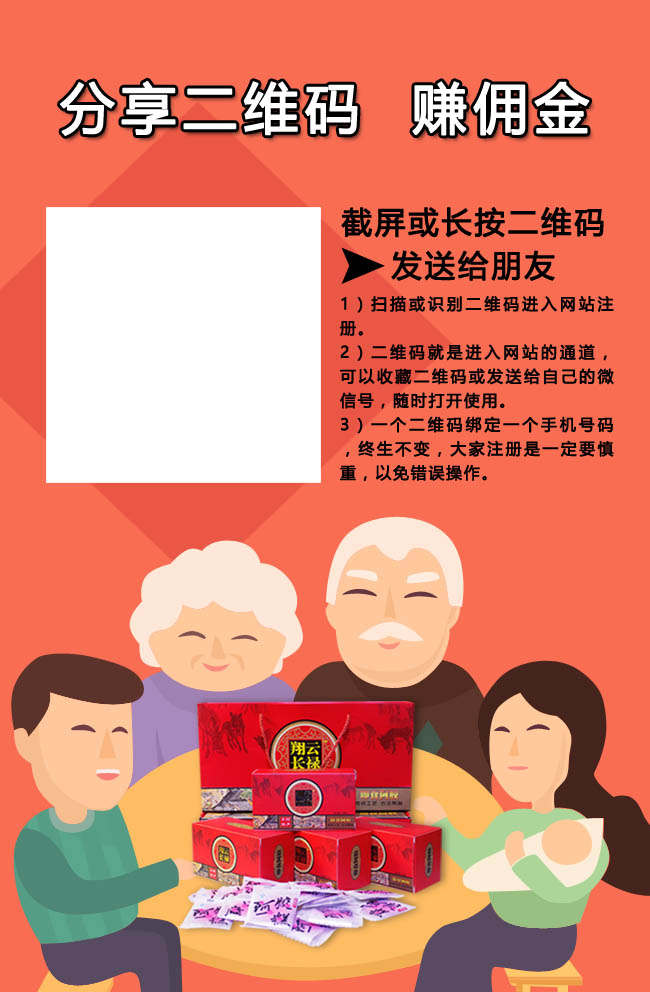 分享二维码 赚佣金
截屏或长按二维码
发送给朋友
1）扫描或识别二维码进入网站注
册。
2）二维码就是进入网站的通道，
可以收藏二维码或发送给自己的微
信号，随时打开使用。
3）一个二维码绑定一个手机号码
，终生不变，大家注册是一定要慎
重，以免错误操作。
翔云
长禄
即食阿胶
阿胶糕